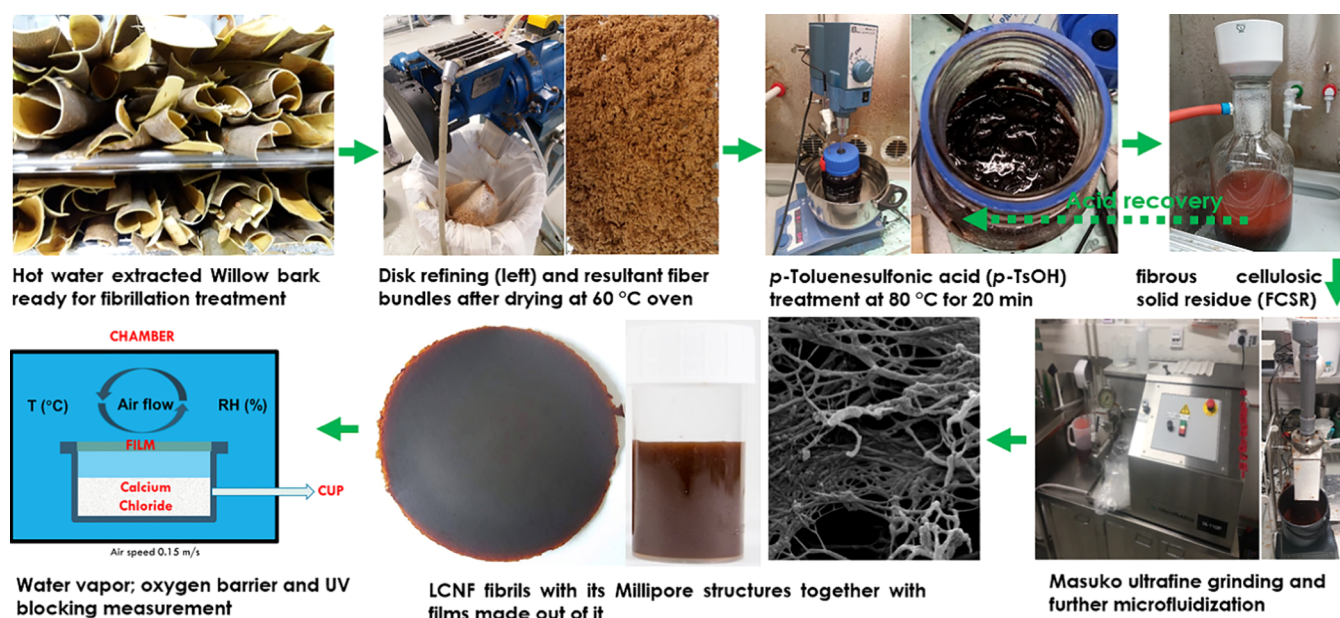 Acid recovery
Hot water extracted Willow bark
ready for fibrillation treatment
Disk refining (left) and resultant fiber
bundles after drying at 60 °C oven
p-Toluenesulfonic acid (p-TsOH)
treatment at 80 °C for 20 min
fibrous cellulosic
solid residue (FCSR)
CHAMBER
T (°C)
Air flow
RH (%)
FILM
Calcium
Chloride
CUP
Air speed 0.15 m/s
Water vapor; oxygen barrier and UV
blocking measurement
LCNF fibrils with its Millipore structures together with
films made out of it
Masuko ultrafine grinding and
further microfluidization